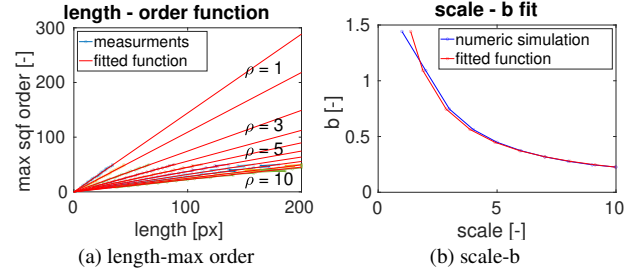 length - order function
measurments
fitted function
ρ = 1
ρ = 3
ρ = 5
ρ = 10
max sqf order [-]
300
200
100
0
0
100
200
length [px]
(a) length-max order
scale - b fit
numeric simulation
fitted function
b [-]
1.5
1
0.5
0
0
5
10
scale [-]
(b) scale-b